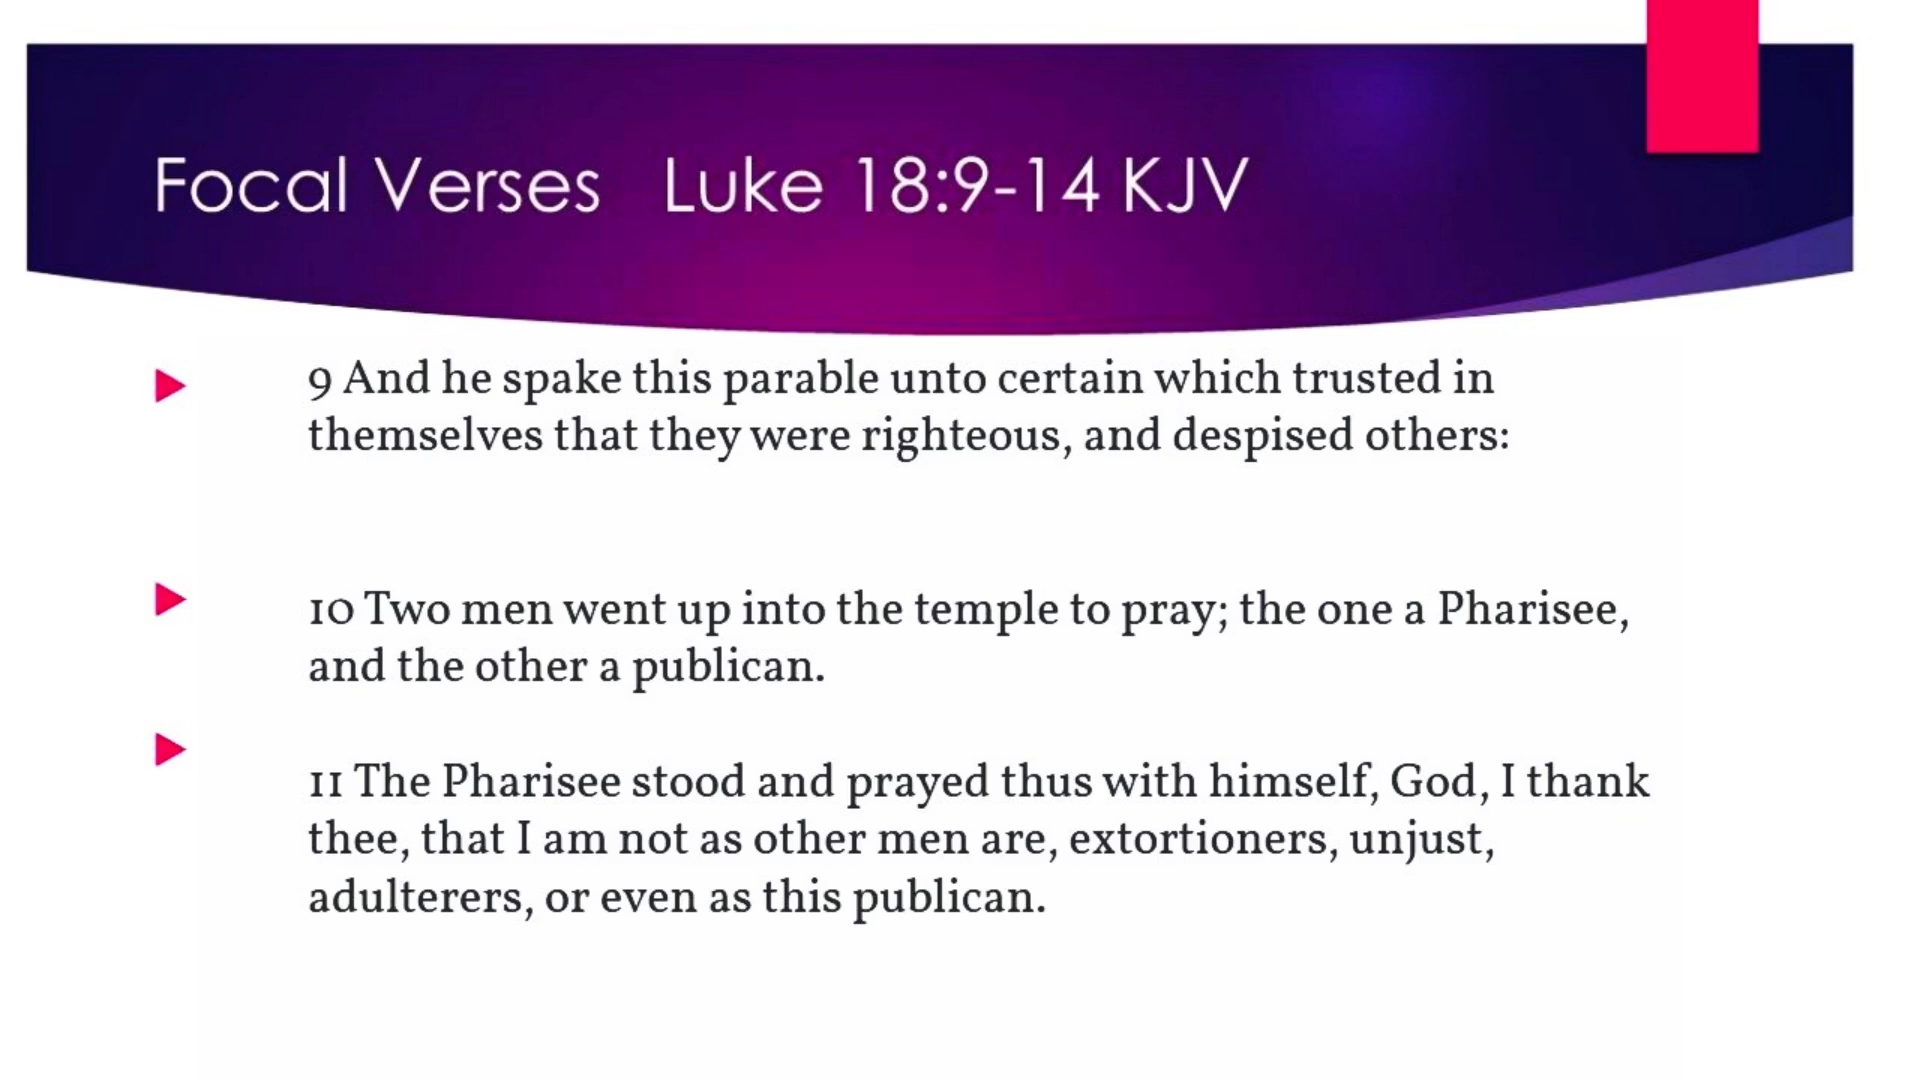 Focal Verses Luke 18:9-14 KJV
9 And he spake this parable unto certain which trusted in
themselves that they were righteous, and despised others:
10 Two men went up into the temple to pray; the one a Pharisee,
and the other a publican.
11 The Pharisee stood and prayed thus with himself, God, I thank
thee, that I am not as other men are, extortioners, unjust,
adulterers, or even as this publican.